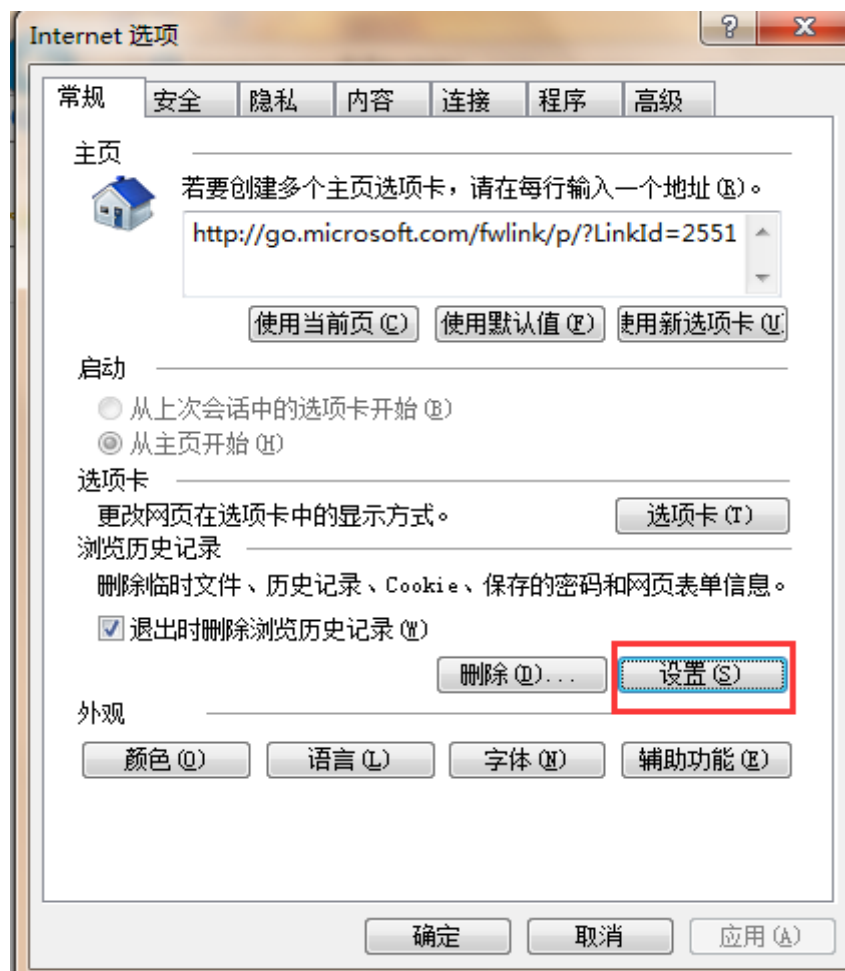 Internet 选项
常规 安全 隐私 内容 连接 程序 高级
主页
若要创建多个主页选项卡，请在每行输入一个地址(R)。
http://go.microsoft.com/fwlink/p/?LinkId=2551
使用当前页(C) 使用默认值(F) 使用新选项卡(U)
启动
从上次会话中的选项卡开始(B)
从主页开始(H)
选项卡
更改网页在选项卡中的显示方式。 选项卡(T)
浏览历史记录
删除临时文件、历史记录、Cookie、保存的密码和网页表单信息。
退出时删除浏览历史记录(W)
删除(D)... 设置(S)
外观
颜色(O) 语言(L) 字体(N) 辅助功能(E)
确定 取消 应用(A)